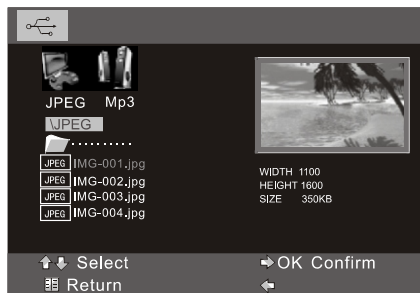 JPEG Mp3
\JPEG
..........
JPEG IMG-001.jpg
JPEG IMG-002.jpg
JPEG IMG-003.jpg
JPEG IMG-004.jpg
WIDTH 1100
HEIGHT 1600
SIZE 350KB
Select OK Confirm
Return